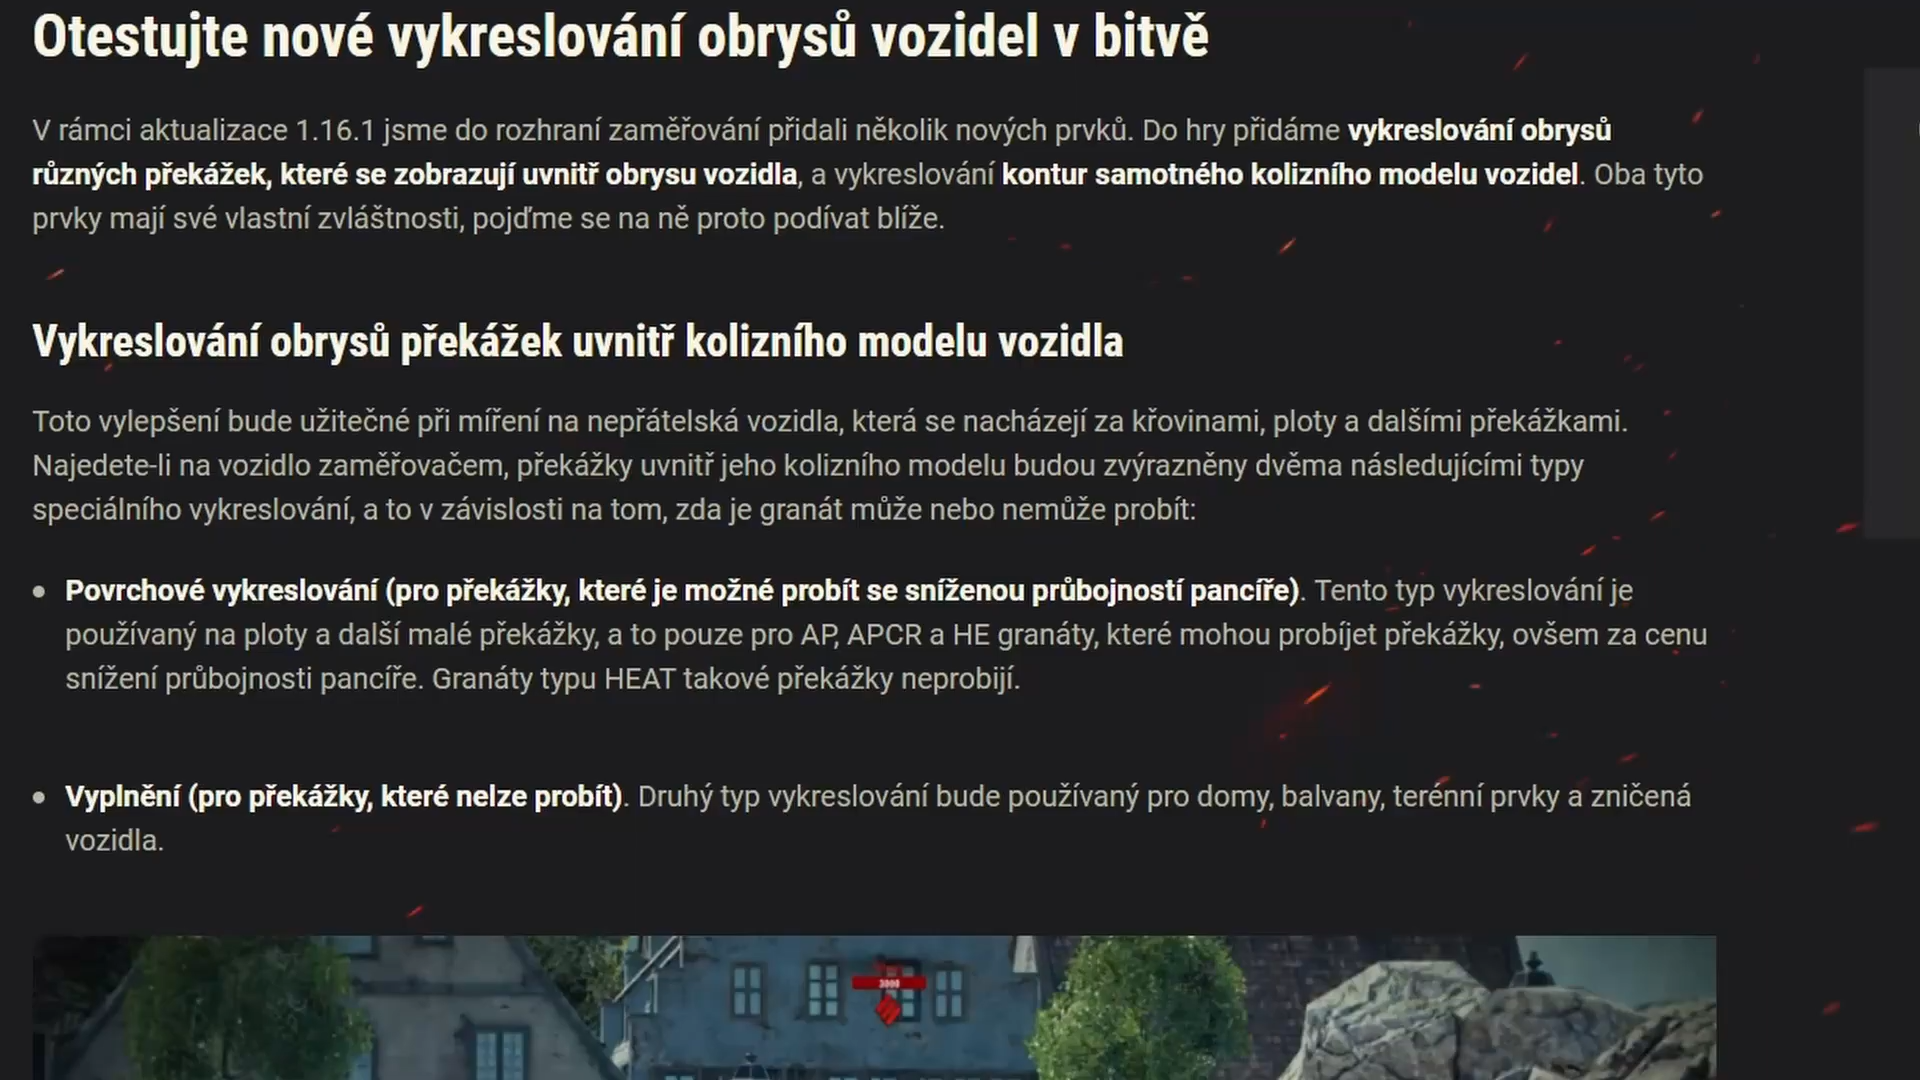 Otestujte nové vykreslování obrysů vozidel v bitvě
V rámci aktualizace 1.16.1 jsme do rozhraní zaměřování přidali několik nových prvků. Do hry přidáme vykreslování obrysů
různých překážek, které se zobrazují uvnitř obrysu vozidla, a vykreslování kontur samotného kolizního modelu vozidel. Oba tyto
prvky mají své vlastní zvláštnosti, pojďme se na ně proto podívat blíže.
Vykreslování obrysů překážek uvnitř kolizního modelu vozidla
Toto vylepšení bude užitečné při míření na nepřátelská vozidla, která se nacházejí za křovinami, ploty a dalšími překážkami.
Najedete-li na vozidlo zaměřovačem, překážky uvnitř jeho kolizního modelu budou zvýrazněny dvěma následujícími typy
speciálního vykreslování, a to v závislosti na tom, zda je granát může nebo nemůže probít:
Povrchové vykreslování (pro překážky, které je možné probít se sníženou průbojností pancíře). Tento typ vykreslování je
používaný na ploty a další malé překážky, a to pouze pro AP, APCR a HE granáty, které mohou probíjet překážky, ovšem za cenu
snížení průbojnosti pancíře. Granáty typu HEAT takové překážky neprobijí.
Vyplnění (pro překážky, které nelze probít). Druhý typ vykreslování bude používaný pro domy, balvany, terénní prvky a zničená
vozidla.